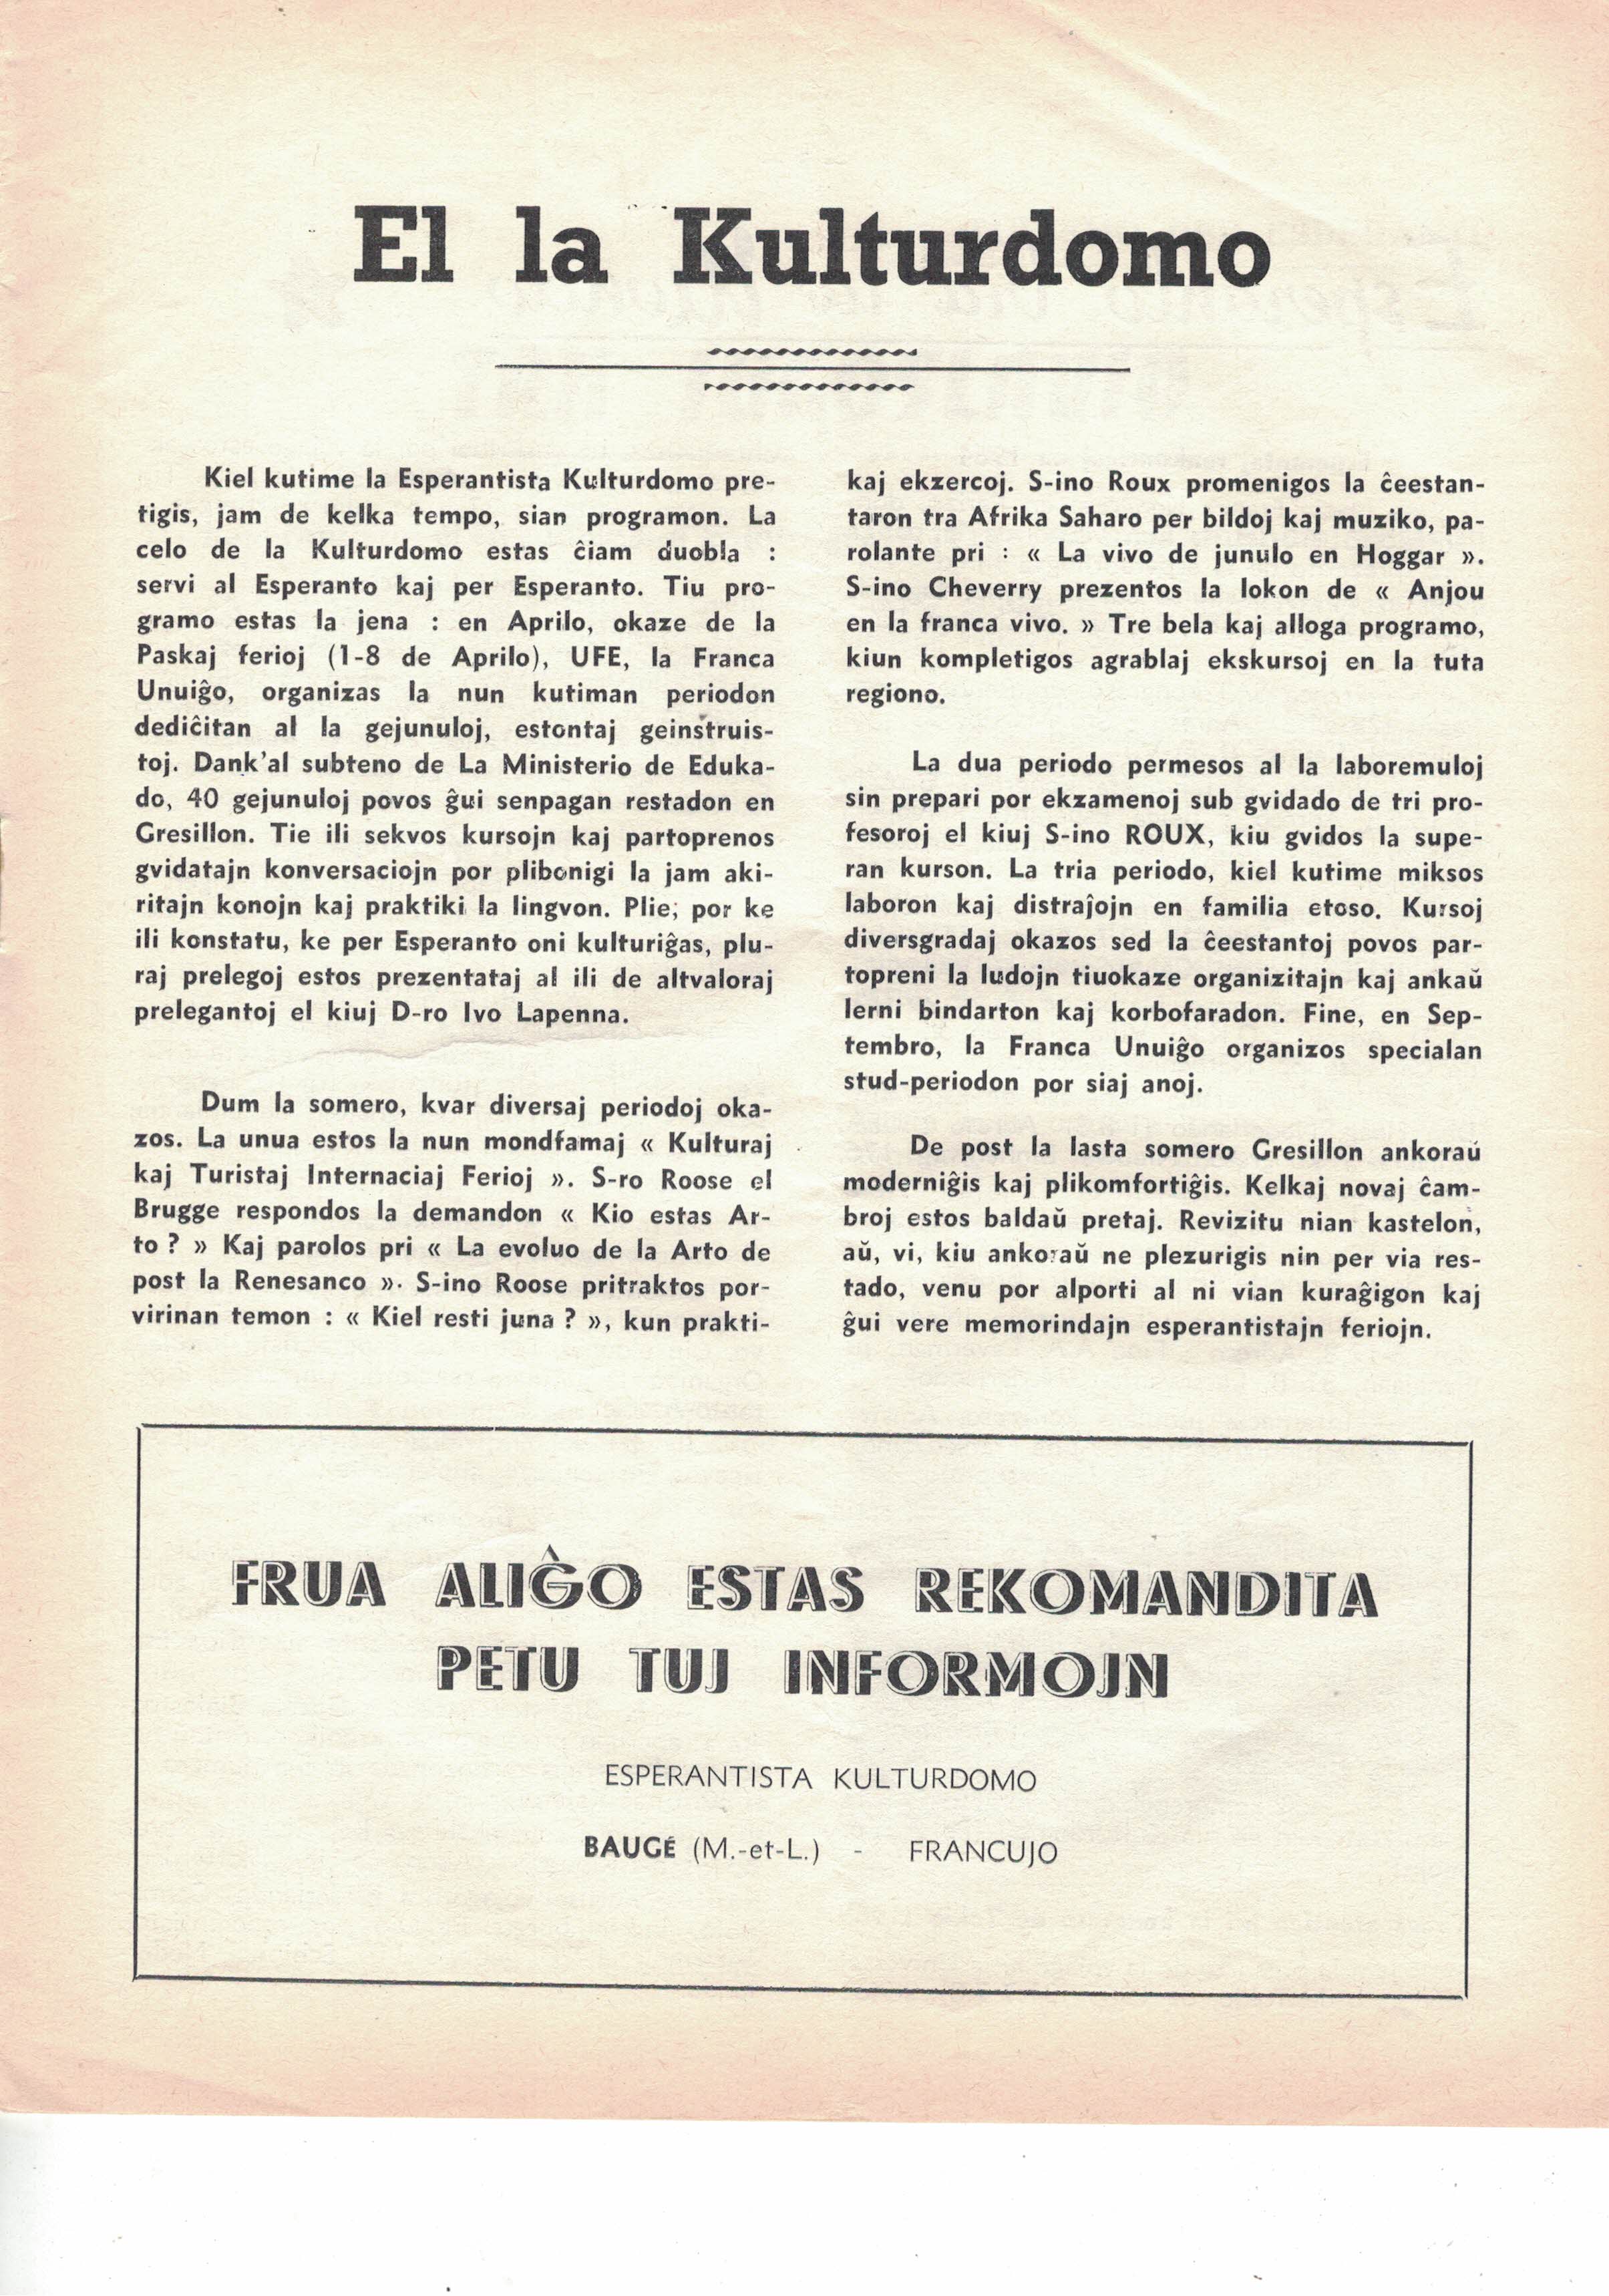 El la Kulturdomo
Kiel kutime la Esperantista Kulturdomo pre-
tigis, jam de kelka tempo, sian programon. La
celo de la Kulturdomo estas ĉiam duobla :
servi al Esperanto kaj per Esperanto. Tiu pro-
gramo estas la jena : en Aprilo, okaze de la
Paskaj ferioj (1-8 de Aprilo), UFE, la Franca
Unuiĝo, organizas la nun kutiman periodon
dediĉitan al la gejunuloj, estontaj geinstruis-
toj. Dank'al subteno de La Ministerio de Eduka-
do, 40 gejunuloj povos ĝui senpagan restadon en
Gresillon. Tie ili sekvos kursojn kaj partoprenos
gvidatajn konversaciojn por plibonigi la jam aki-
ritajn konojn kaj praktiki la lingvon. Plie, por ke
ili konstatu, ke per Esperanto oni kulturiĝas, plu-
raj prelegoj estos prezentataj al ili de altvaloraj
prelegantoj el kiuj D-ro Ivo Lapenna.
Dum la somero, kvar diversaj periodoj oka-
zos. La unua estos la nun mondfamaj « Kulturaj
kaj Turistaj Internaciaj Ferioj ». S-ro Roose el
Brugge respondos la demandon « Kio estas Ar-
to ? » Kaj parolos pri « La evoluo de la Arto de
post la Renesanco ». S-ino Roose pritraktos por-
virinan temon : « Kiel resti juna ? », kun prakti-
kaj ekzercoj. S-ino Roux promenigos la ĉeestan-
taron tra Afrika Saharo per bildoj kaj muziko, pa-
rolante pri : « La vivo de junulo en Hoggar ».
S-ino Cheverry prezentos la lokon de « Anjou
en la franca vivo. » Tre bela kaj alloga programo,
kiun kompletigos agrablaj ekskursoj en la tuta
regiono.
La dua periodo permesos al la laboremuloj
sin prepari por ekzamenoj sub gvidado de tri pro-
fesoroj el kiuj S-ino ROUX, kiu gvidos la supe-
ran kurson. La tria periodo, kiel kutime miksos
laboron kaj distraĵojn en familia etoso. Kursoj
diversgradaj okazos sed la ĉeestantoj povos par-
topreni la ludojn tiuokaze organizitajn kaj ankaŭ
lerni bindarton kaj korbofaradon. Fine, en Sep-
tembro, la Franca Unuiĝo organizos specialan
stud-periodon por siaj anoj.
De post la lasta somero Gresillon ankoraŭ
moderniĝis kaj plikomfortiĝis. Kelkaj novaj ĉam-
broj estos baldaŭ pretaj. Revizitu nian kastelon,
aŭ, vi, kiu ankoraŭ ne plezurigis nin per via res-
tado, venu por alporti al ni vian kuraĝigon kaj
ĝui vere memorindajn esperantistajn feriojn.
FRUA ALIĜO ESTAS REKOMANDITA
PETU TUJ INFORMOJN
ESPERANTISTA KULTURDOMO
BAUGÉ (M.-et-L.) - FRANCUJO